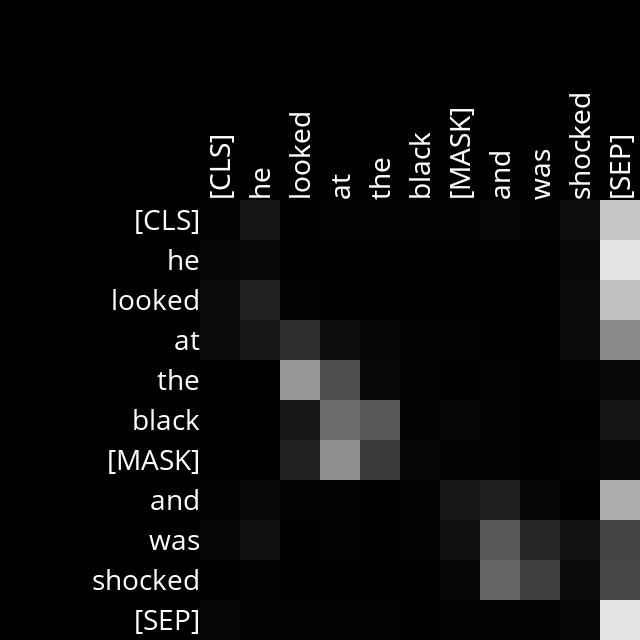 [CLS] he looked at the black [MASK] and was shocked [SEP]
[CLS]
he
looked
at
the
black
[MASK]
and
was
shocked
[SEP]